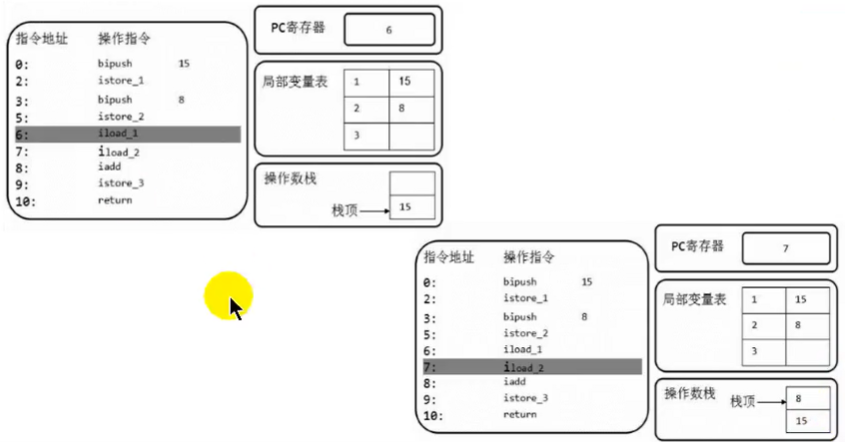 指令地址 操作指令
0: bipush 15
2: istore_1
3: bipush 8
5: istore_2
6: iload_1
7: iload_2
8: iadd
9: istore_3
10: return
PC寄存器 6
局部变量表 1 15
2 8
3
操作数栈
栈顶 15
指令地址 操作指令
0: bipush 15
2: istore_1
3: bipush 8
5: istore_2
6: iload_1
7: iload_2
8: iadd
9: istore_3
10: return
PC寄存器 7
局部变量表 1 15
2 8
3
操作数栈 栈顶 8
15